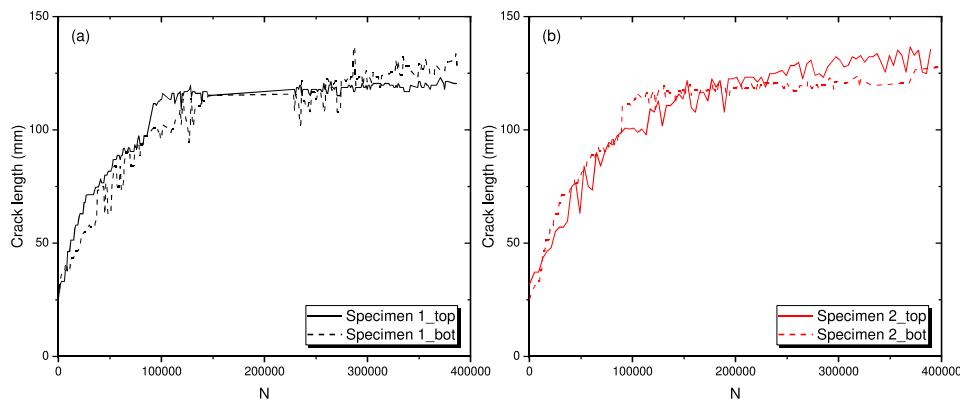 (a)
150
100
50
0
Crack length (mm)
0
100000
200000
300000
400000
N
Specimen 1_top
Specimen 1_bot
(b)
150
100
50
0
Crack length (mm)
0
100000
200000
300000
400000
N
Specimen 2_top
Specimen 2_bot